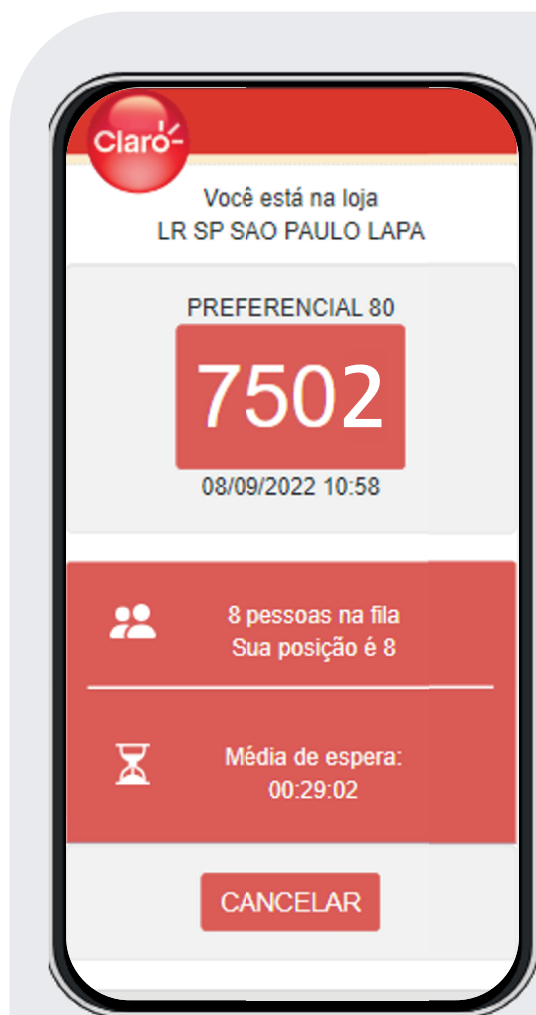 Claro
Você está na loja
LR SP SAO PAULO LAPA
PREFERENCIAL 80
7502
08/09/2022 10:58
8 pessoas na fila
Sua posição é 8
Média de espera:
00:29:02
CANCELAR